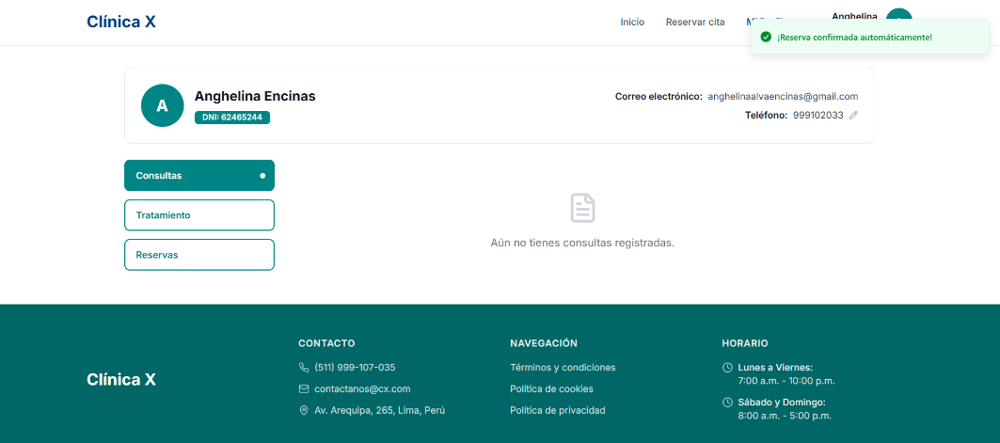 Clínica X
Inicio
Reservar cita
Anghelina
¡Reserva confirmada automáticamente!
A
Anghelina Encinas
DNI: 62465244
Correo electrónico: anghelinaalvaencinas@gmail.com
Teléfono: 999102033
Consultas
Tratamiento
Reservas
Aún no tienes consultas registradas.
Clínica X
CONTACTO
(511) 999-107-035
contactanos@cx.com
Av. Arequipa, 265, Lima, Perú
NAVEGACIÓN
Términos y condiciones
Política de cookies
Política de privacidad
HORARIO
Lunes a Viernes:
7:00 a.m. - 10:00 p.m.
Sábado y Domingo:
8:00 a.m. - 5:00 p.m.